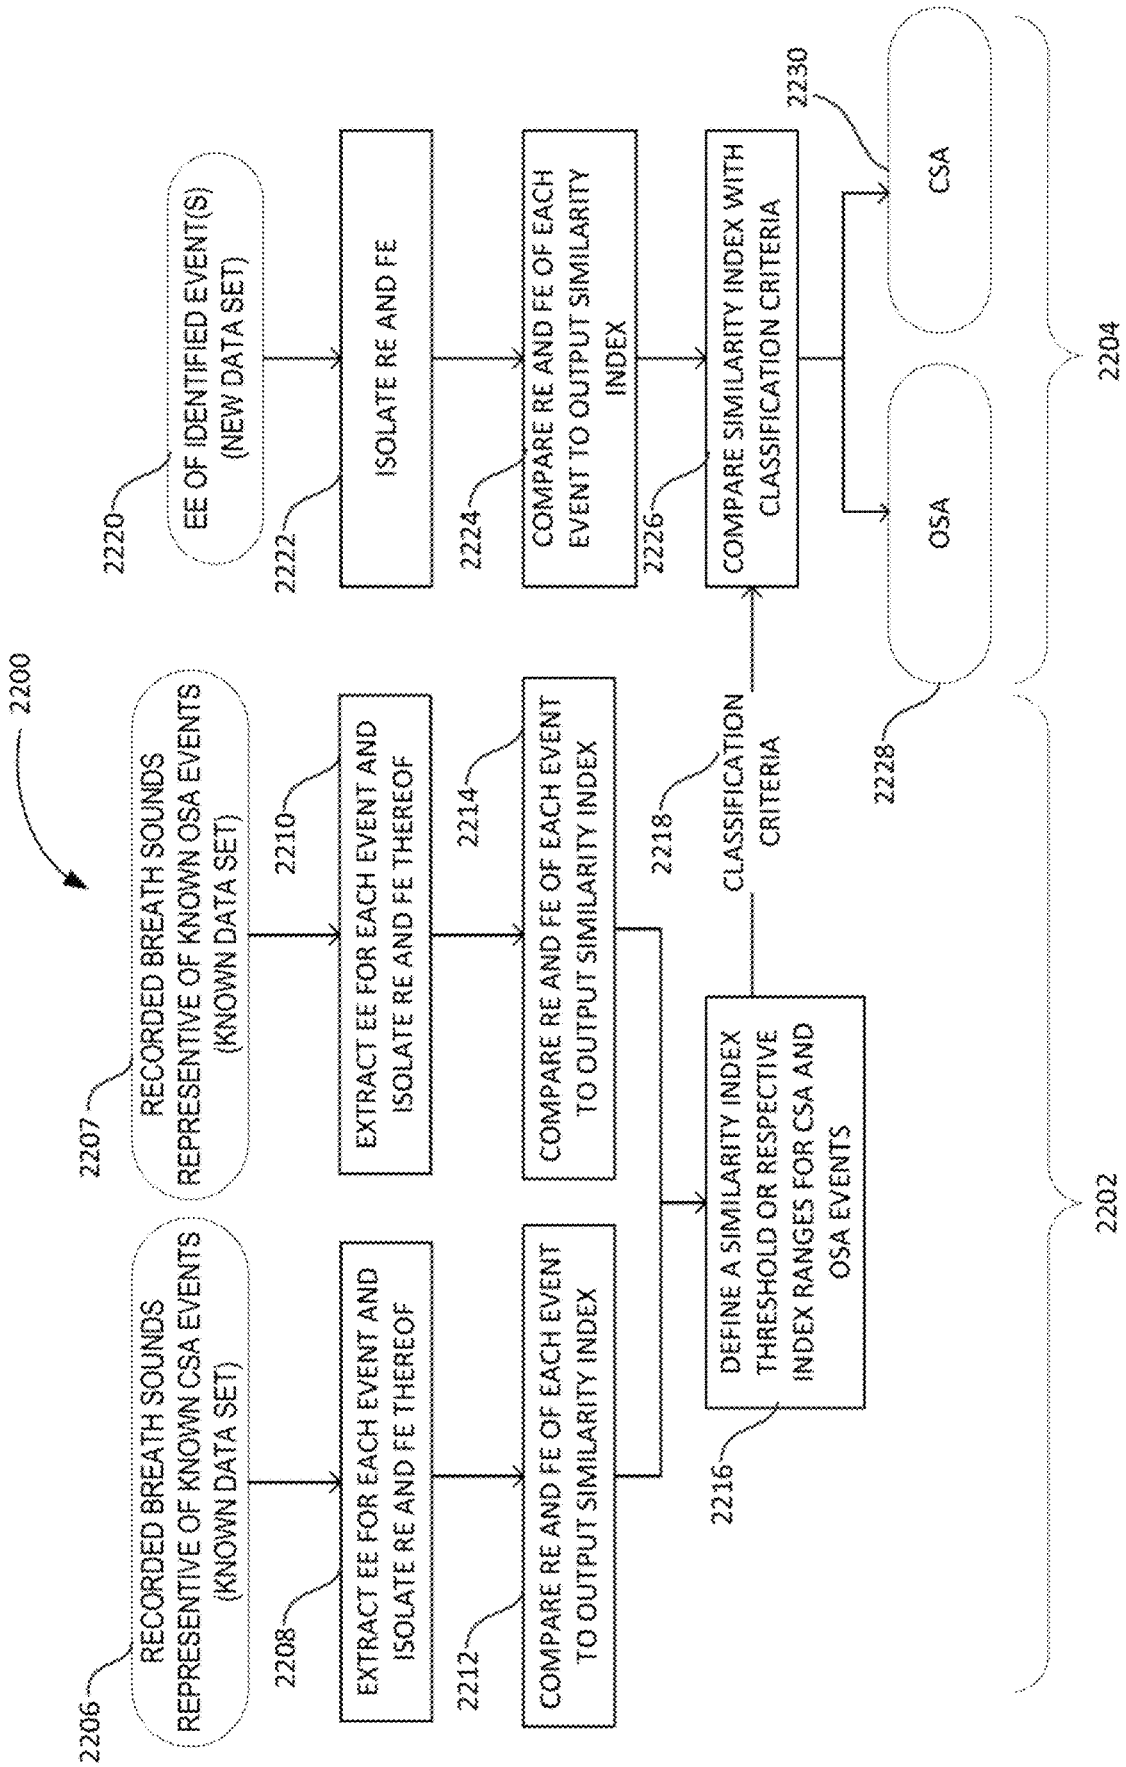 2200
2206
RECORDED BREATH SOUNDS
REPRESENTIVE OF KNOWN CSA EVENTS
(KNOWN DATA SET)
2207
RECORDED BREATH SOUNDS
REPRESENTIVE OF KNOWN OSA EVENTS
(KNOWN DATA SET)
2220
EE OF IDENTIFIED EVENT(S)
(NEW DATA SET)
2208
EXTRACT EE FOR EACH EVENT AND
ISOLATE RE AND FE THEREOF
2210
EXTRACT EE FOR EACH EVENT AND
ISOLATE RE AND FE THEREOF
2222
ISOLATE RE AND FE
2212
COMPARE RE AND FE OF EACH EVENT
TO OUTPUT SIMILARITY INDEX
2214
COMPARE RE AND FE OF EACH EVENT
TO OUTPUT SIMILARITY INDEX
2224
COMPARE RE AND FE OF EACH
EVENT TO OUTPUT SIMILARITY
INDEX
2216
DEFINE A SIMILARITY INDEX
THRESHOLD OR RESPECTIVE
INDEX RANGES FOR CSA AND
OSA EVENTS
2218
CLASSIFICATION
CRITERIA
2226
COMPARE SIMILARITY INDEX WITH
CLASSIFICATION CRITERIA
2228
OSA
2230
CSA
2202
2204